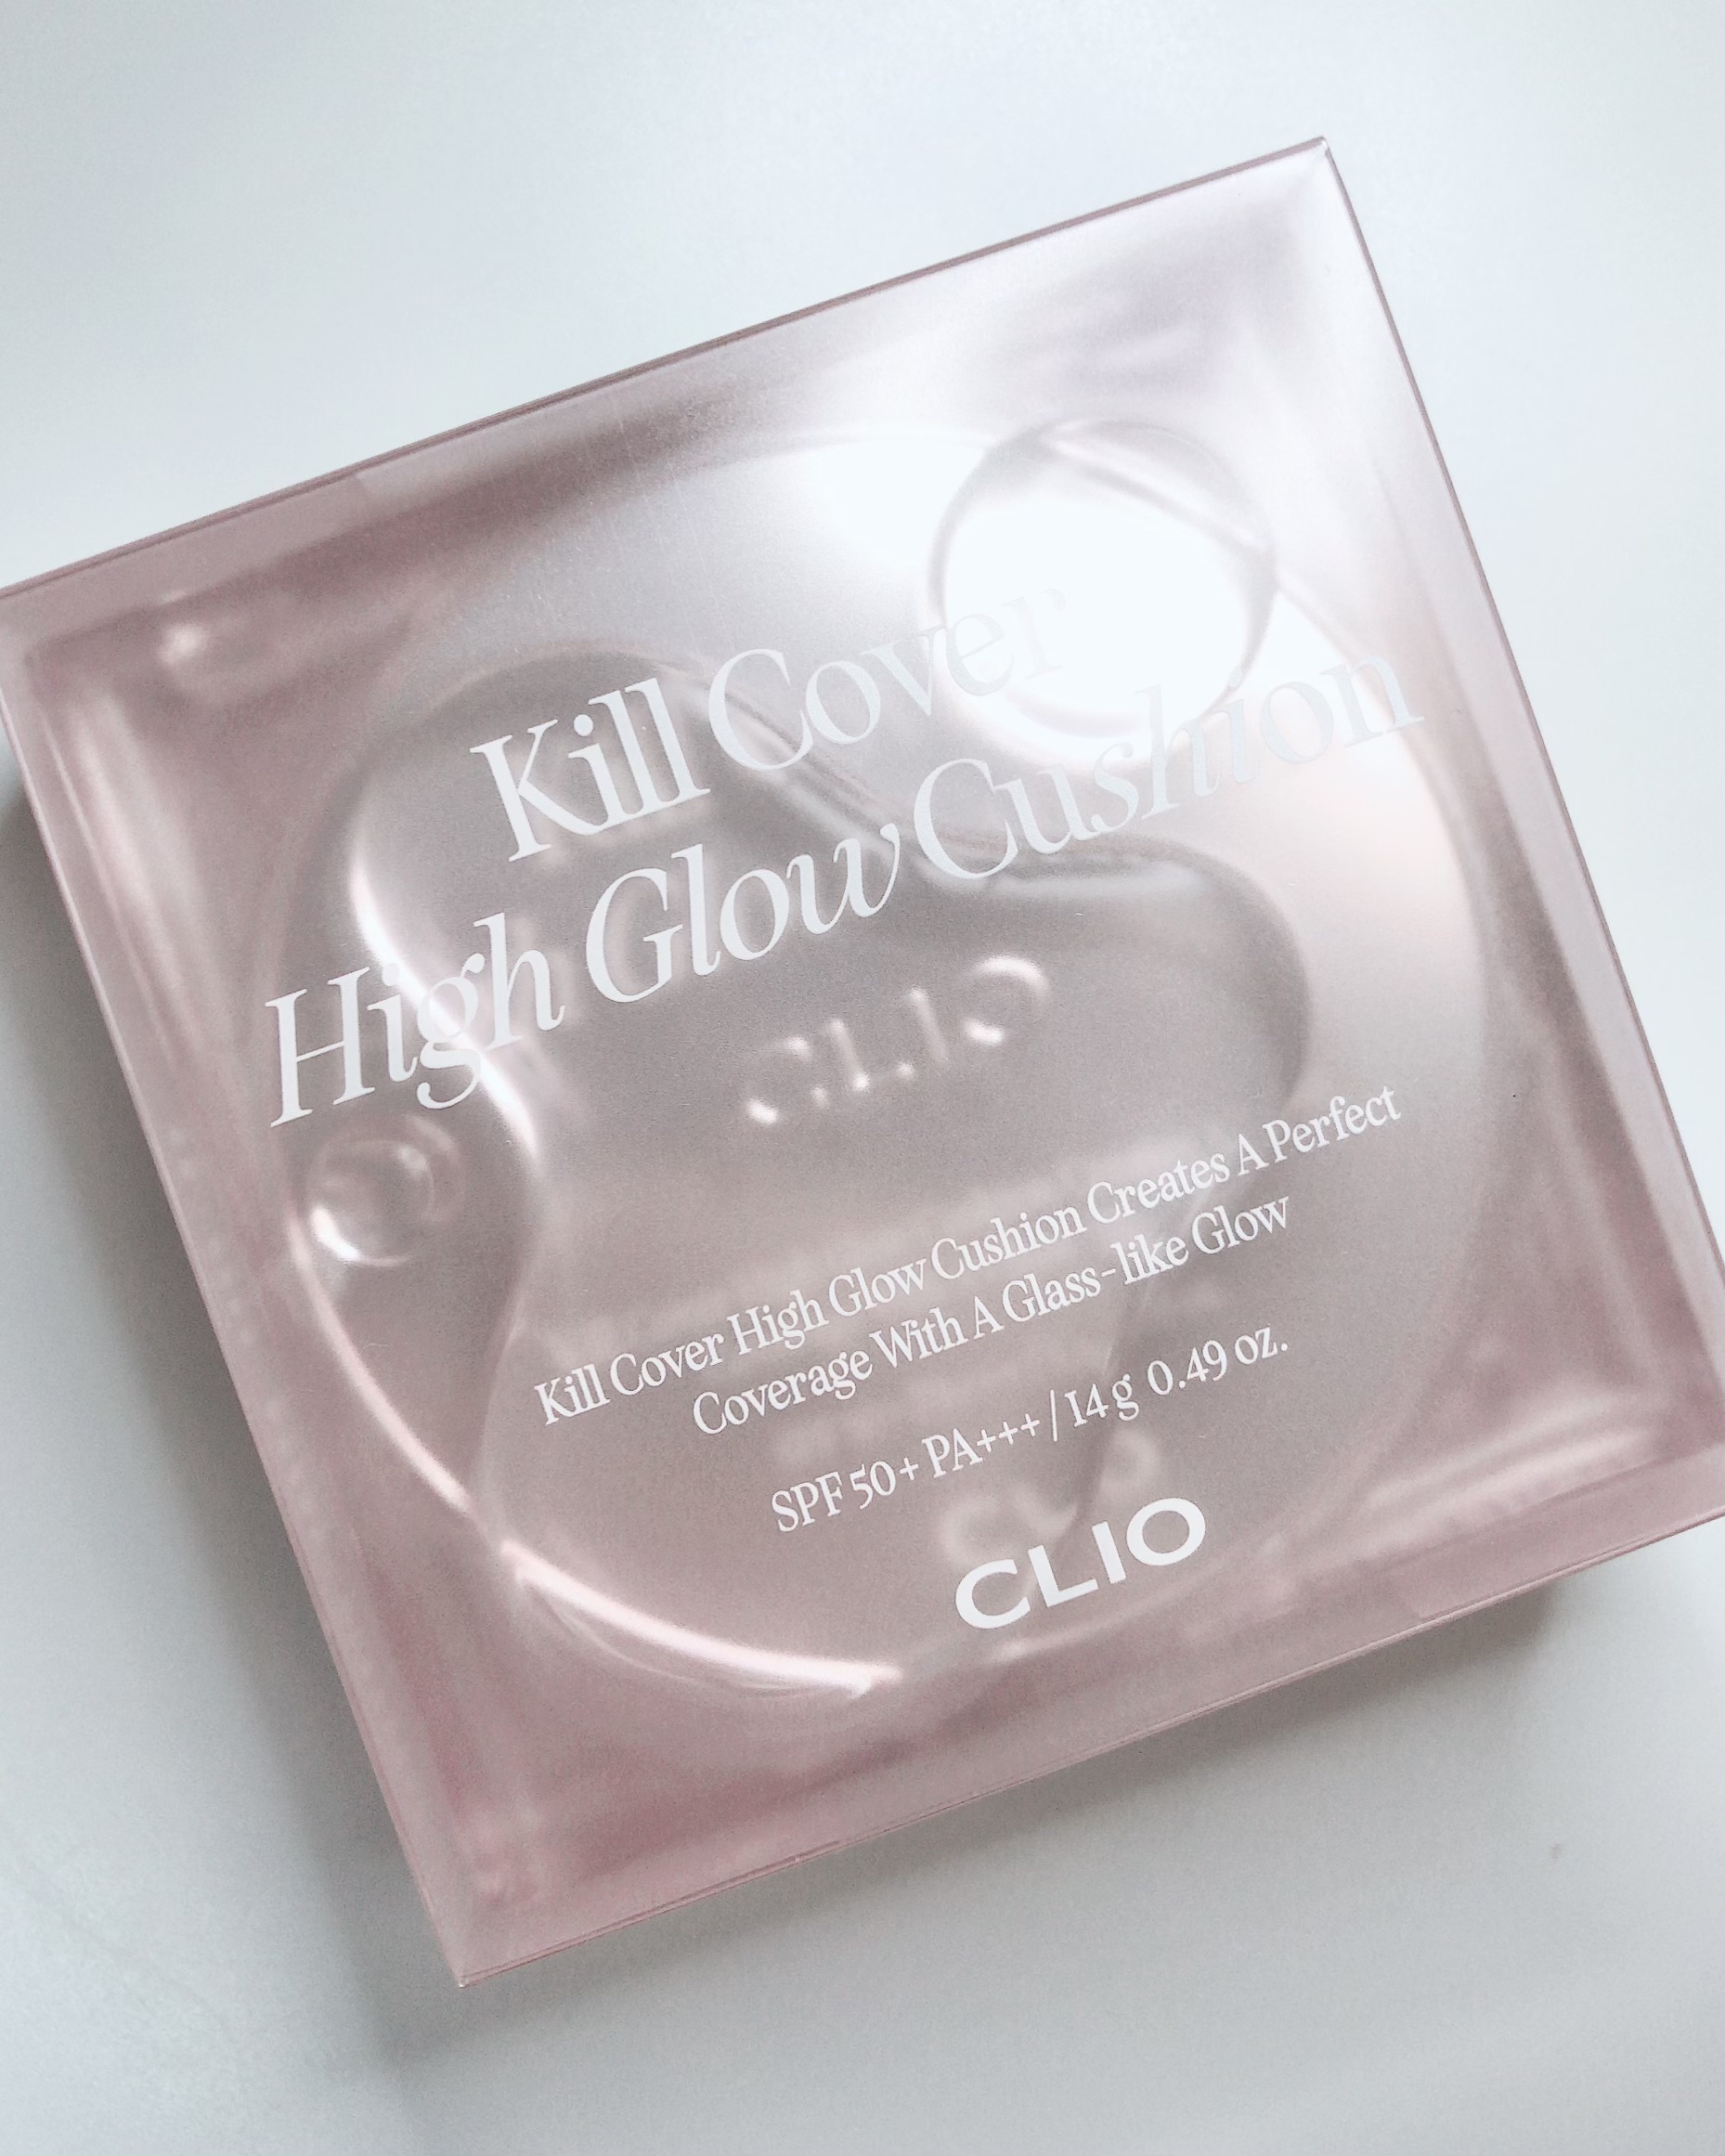 Kill Cover
High Glow Cushion
CLIO
Kill Cover High Glow Cushion Creates A Perfect
Coverage With A Glass-like Glow
SPF 50+ PA+++ / 14 g 0.49 oz.
CLIO